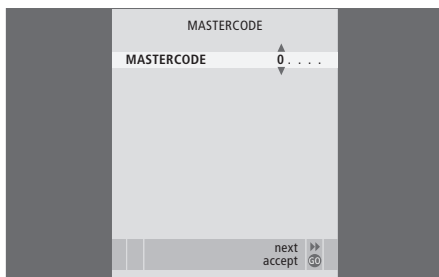 MASTERCODE
MASTERCODE 0 . . . .
next
accept GO